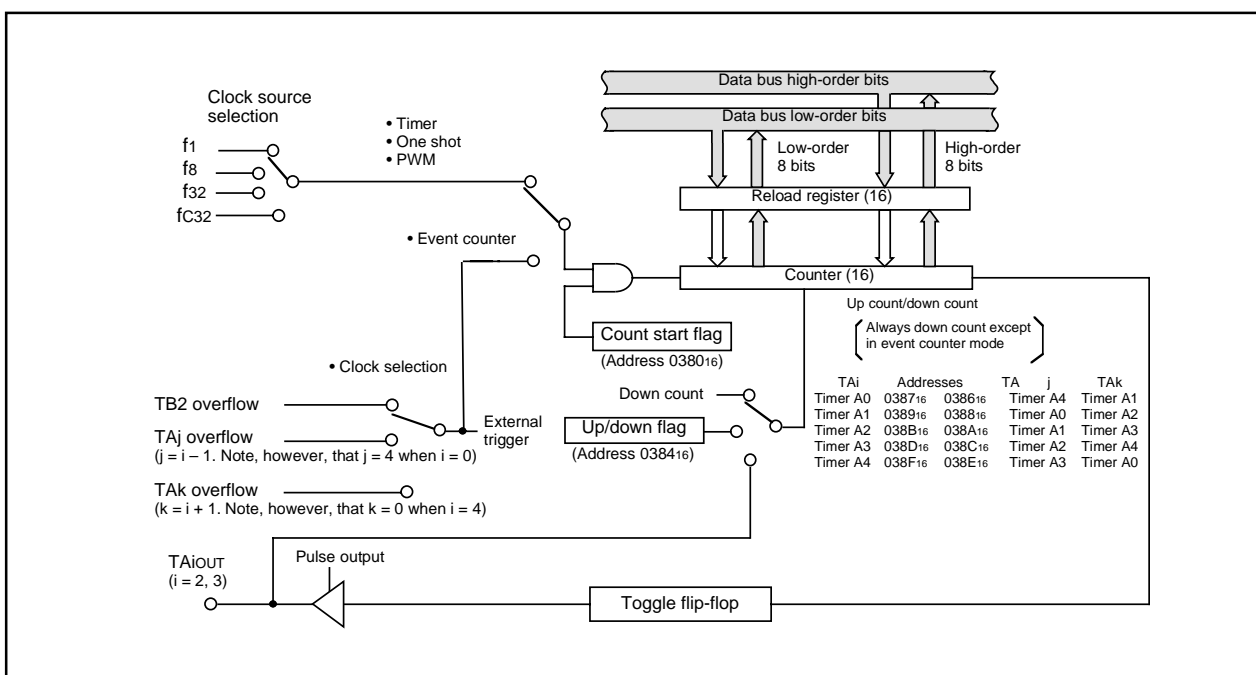 Data bus high-order bits
Data bus low-order bits
Clock source
selection
f1
f8
f32
fC32
• Timer
• One shot
• PWM
Low-order
8 bits
High-order
8 bits
Reload register (16)
• Event counter
Counter (16)
Up count/down count
Always down count except
in event counter mode
Count start flag
(Address 038016)
• Clock selection
TB2 overflow
TAj overflow
(j = i – 1. Note, however, that j = 4 when i = 0)
External
trigger
TAk overflow
(k = i + 1. Note, however, that k = 0 when i = 4)
Down count
Up/down flag
(Address 038416)
TAi Addresses TA j TAk
Timer A0 038716 038616 Timer A4 Timer A1
Timer A1 038916 038816 Timer A0 Timer A2
Timer A2 038B16 038A16 Timer A1 Timer A3
Timer A3 038D16 038C16 Timer A2 Timer A4
Timer A4 038F16 038E16 Timer A3 Timer A0
TAiOUT
(i = 2, 3)
Pulse output
Toggle flip-flop